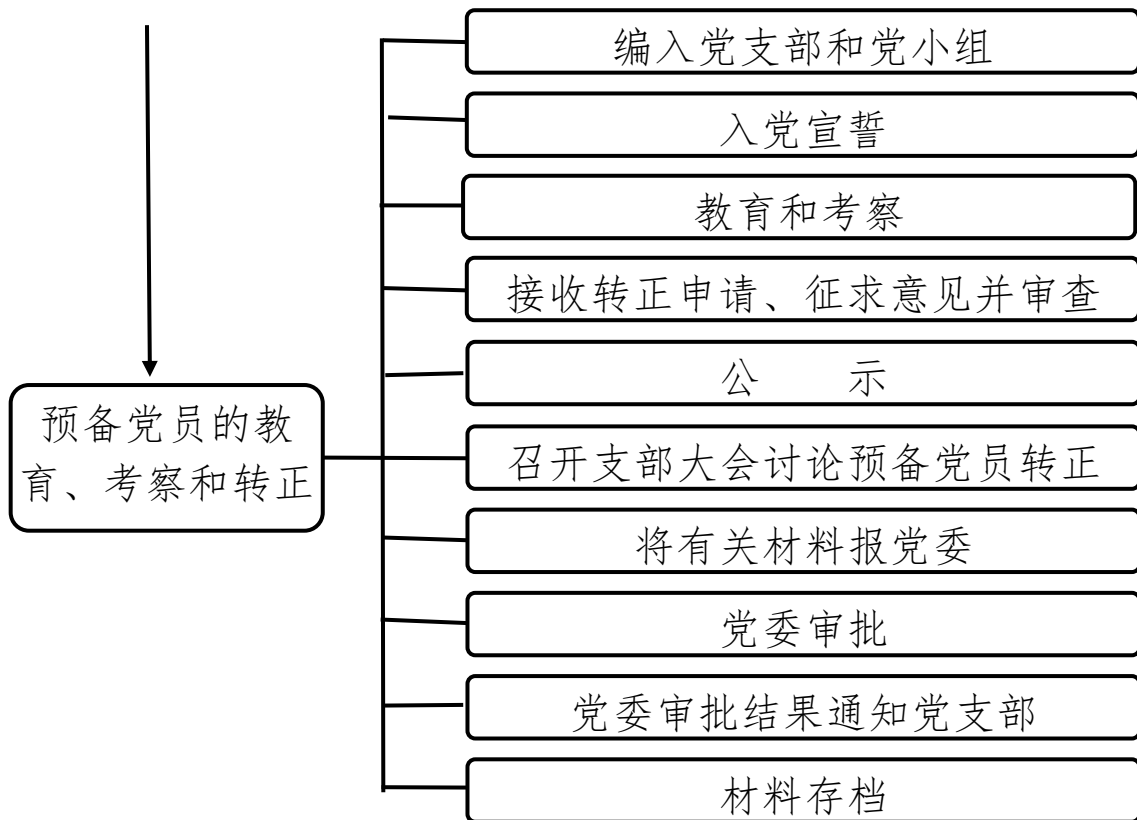 编入党支部和党小组
入党宣誓
教育和考察
接收转正申请、征求意见并审查
公　　示
预备党员的教
育、考察和转正
召开支部大会讨论预备党员转正
将有关材料报党委
党委审批
党委审批结果通知党支部
材料存档